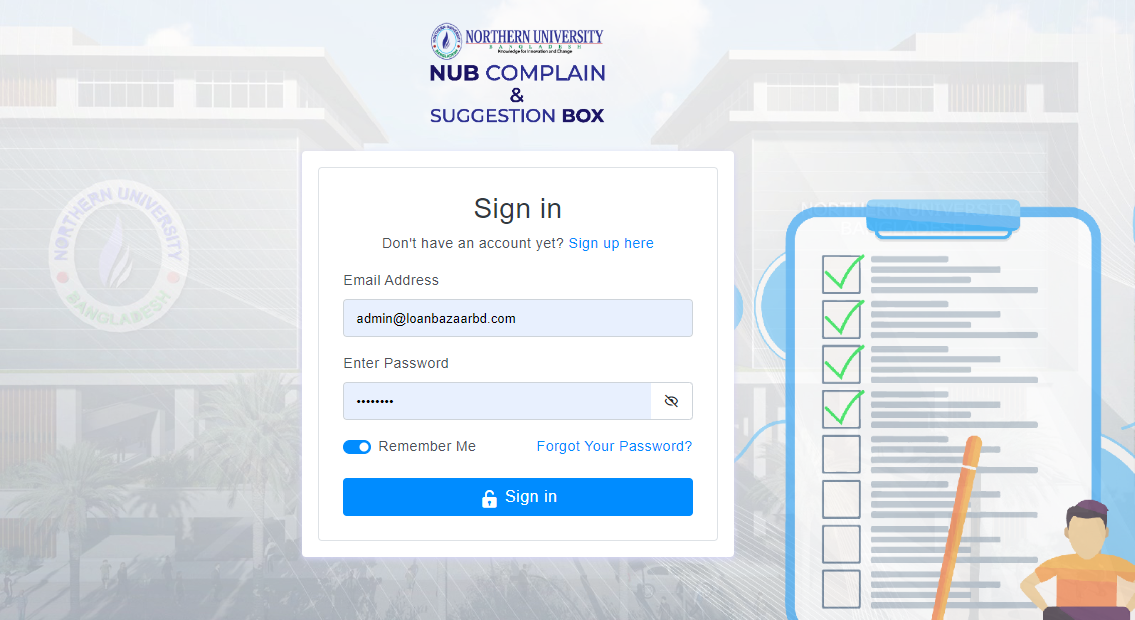 NORTHERN UNIVERSITY
BANGLADESH
Knowledge for Innovation and Change
NUB COMPLAIN
&
SUGGESTION BOX
Sign in
Don't have an account yet? Sign up here
Email Address
admin@loanbazaarbd.com
Enter Password
••••••••
Remember Me
Forgot Your Password?
Sign in
NORTHERN UNIVERSITY
BANGLADESH
NORTHERN UNIVERSITY